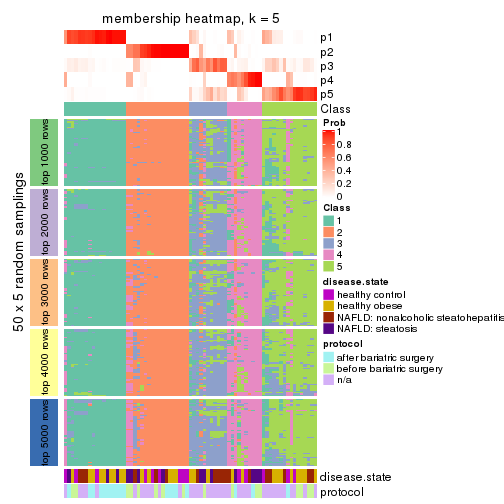 membership heatmap, k = 5
p1
p2
p3
p4
p5
Class
50 x 5 random samplings
top 1000 rows
top 2000 rows
top 3000 rows
top 4000 rows
top 5000 rows
Prob
1
0.8
0.6
0.4
0.2
0
Class
1
2
3
4
5
disease.state
healthy control
healthy obese
NAFLD: nonalcoholic steatohepatitis
NAFLD: steatosis
protocol
after bariatric surgery
before bariatric surgery
n/a
disease.state
protocol